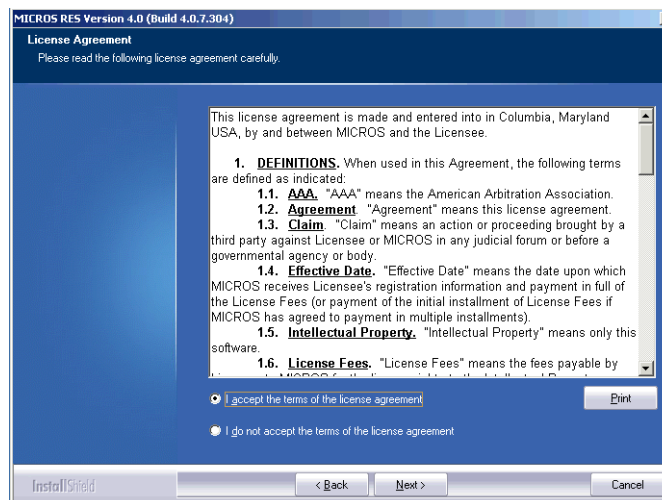 MICROS RES Version 4.0 (Build 4.0.7.304)
License Agreement
Please read the following license agreement carefully.
This license agreement is made and entered into in Columbia, Maryland
USA, by and between MICROS and the Licensee.
1. DEFINITIONS. When used in this Agreement, the following terms
are defined as indicated:
1.1. AAA. "AAA" means the American Arbitration Association.
1.2. Agreement. "Agreement" means this license agreement.
1.3. Claim. "Claim" means an action or proceeding brought by a
third party against Licensee or MICROS in any judicial forum or before a
governmental agency or body.
1.4. Effective Date. "Effective Date" means the date upon which
MICROS receives Licensee's registration information and payment in full of
the License Fees (or payment of the initial installment of License Fees if
MICROS has agreed to payment in multiple installments).
1.5. Intellectual Property. "Intellectual Property" means only this
software.
1.6. License Fees. "License Fees" means the fees payable by
I accept the terms of the license agreement
Print
I do not accept the terms of the license agreement
InstallShield
< Back
Next >
Cancel